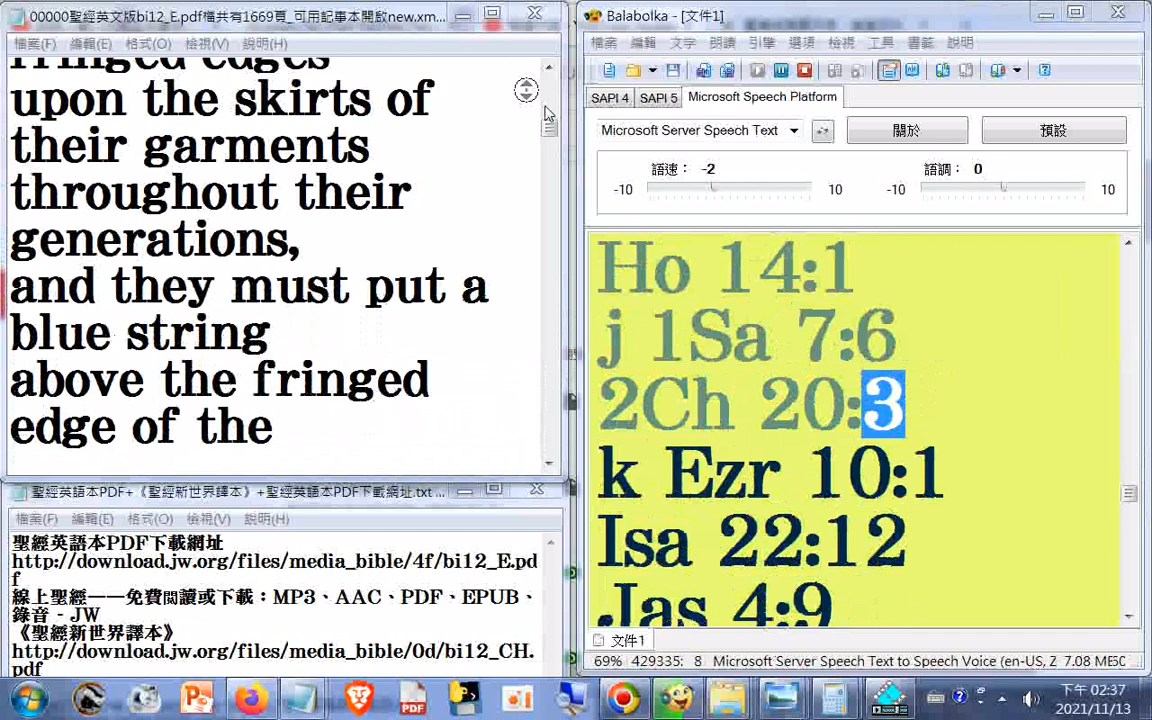 00000聖經英文版bi12_E.pdf檔共有1669頁_可用記事本開啟new.xm...
檔案(F) 編輯(E) 格式(O) 檢視(V) 說明(H)
fringed edges
upon the skirts of
their garments
throughout their
generations,
and they must put a
blue string
above the fringed
edge of the
聖經英語本PDF+《聖經新世界譯本》+聖經英語本PDF下載網址.txt ...
檔案(F) 編輯(E) 格式(O) 檢視(V) 說明(H)
聖經英語本PDF下載網址
http://download.jw.org/files/media_bible/4f/bi12_E.pd
f
線上聖經——免費閱讀或下載：MP3、AAC、PDF、EPUB、
錄音 - JW
《聖經新世界譯本》
http://download.jw.org/files/media_bible/0d/bi12_CH.
pdf
Balabolka - [文件1]
檔案 編輯 文字 朗讀 引擎 選項 檢視 工具 書籤 說明
SAPI 4 SAPI 5 Microsoft Speech Platform
Microsoft Server Speech Text 關於 預設
語速： -2 語調： 0
-10 10 -10 10
Ho 14:1
j 1Sa 7:6
2Ch 20:3
k Ezr 10:1
Isa 22:12
Jas 4:9
文件1
69% 429335: 8 Microsoft Server Speech Text to Speech Voice (en-US, Z 7.08 МБ
下午 02:37
2021/11/13